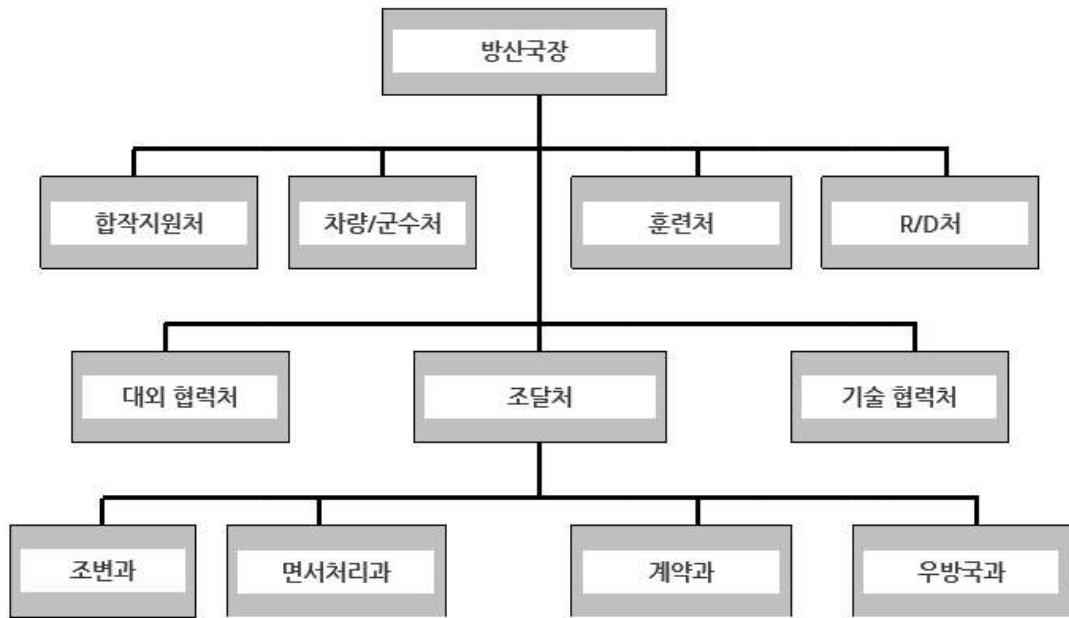 방산국장
합작지원처
차량/군수처
훈련처
R/D처
대외 협력처
조달처
기술 협력처
조변과
면서처리과
계약과
우방국과